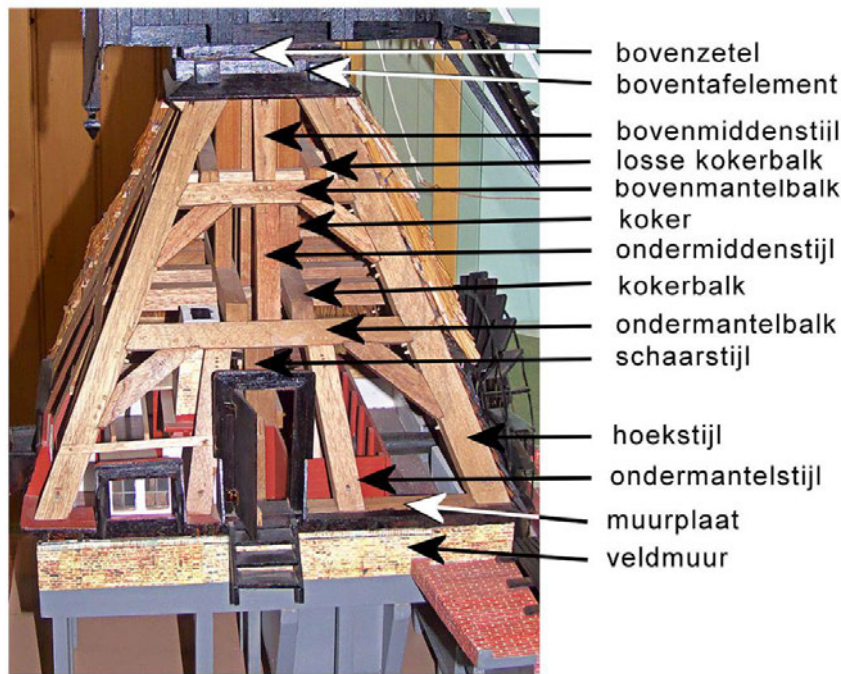 bovenzetel
boventafelement
bovenmiddenstijl
losse kokerbalk
bovenmantelbalk
koker
ondermiddenstijl
kokerbalk
ondermantelbalk
schaarstijl
hoekstijl
ondermantelstijl
muurplaat
veldmuur